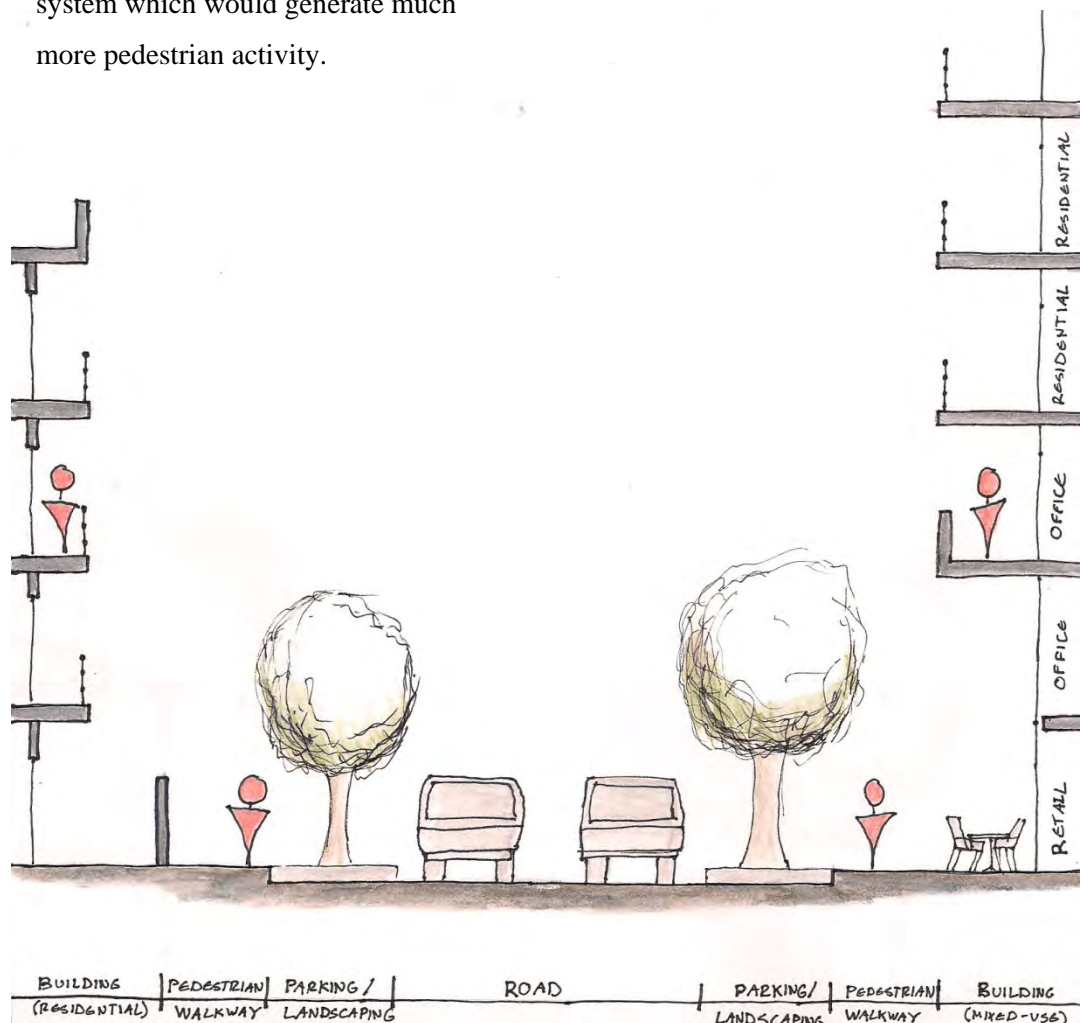 system which would generate much
more pedestrian activity.
RESIDENTIAL
RESIDENTIAL
OFFICE
OFFICE
RETAIL
BUILDING
(RESIDENTIAL)
PEDESTRIAN
WALKWAY
PARKING /
LANDSCAPING
ROAD
PARKING/
LANDSCAPING
PEDESTRIAN
WALKWAY
BUILDING
(MIXED-USE)